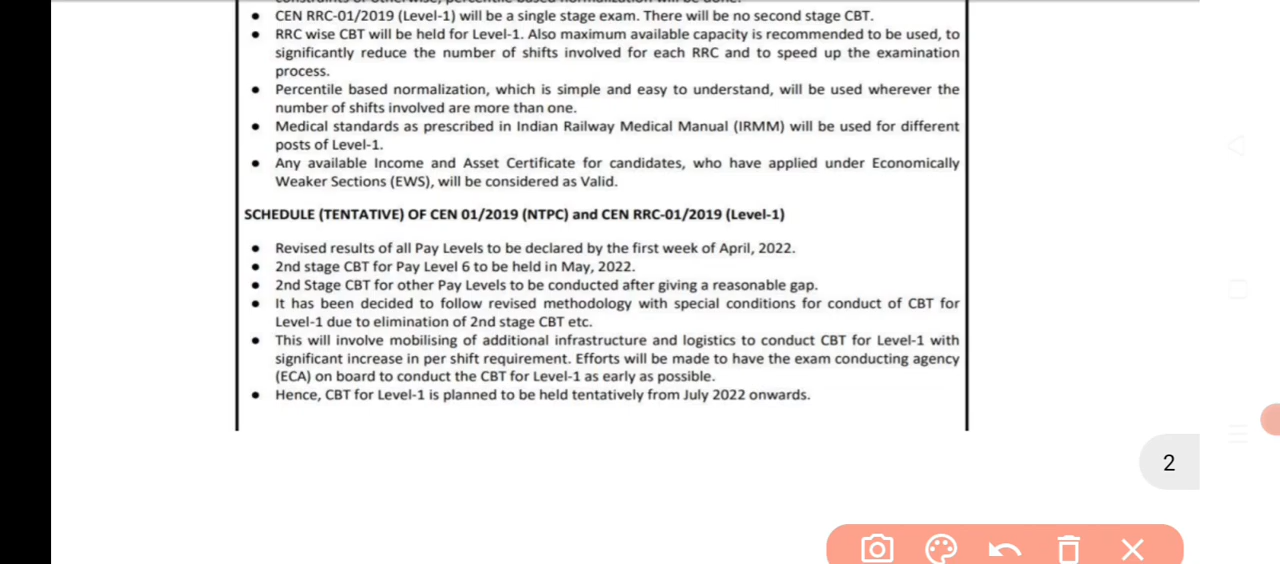 CEN RRC-01/2019 (Level-1) will be a single stage exam. There will be no second stage CBT.
RRC wise CBT will be held for Level-1. Also maximum available capacity is recommended to be used, to
significantly reduce the number of shifts involved for each RRC and to speed up the examination
process.
Percentile based normalization, which is simple and easy to understand, will be used wherever the
number of shifts involved are more than one.
Medical standards as prescribed in Indian Railway Medical Manual (IRMM) will be used for different
posts of Level-1.
Any available Income and Asset Certificate for candidates, who have applied under Economically
Weaker Sections (EWS), will be considered as Valid.
SCHEDULE (TENTATIVE) OF CEN 01/2019 (NTPC) and CEN RRC-01/2019 (Level-1)
Revised results of all Pay Levels to be declared by the first week of April, 2022.
2nd stage CBT for Pay Level 6 to be held in May, 2022.
2nd Stage CBT for other Pay Levels to be conducted after giving a reasonable gap.
It has been decided to follow revised methodology with special conditions for conduct of CBT for
Level-1 due to elimination of 2nd stage CBT etc.
This will involve mobilising of additional infrastructure and logistics to conduct CBT for Level-1 with
significant increase in per shift requirement. Efforts will be made to have the exam conducting agency
(ECA) on board to conduct the CBT for Level-1 as early as possible.
Hence, CBT for Level-1 is planned to be held tentatively from July 2022 onwards.
2